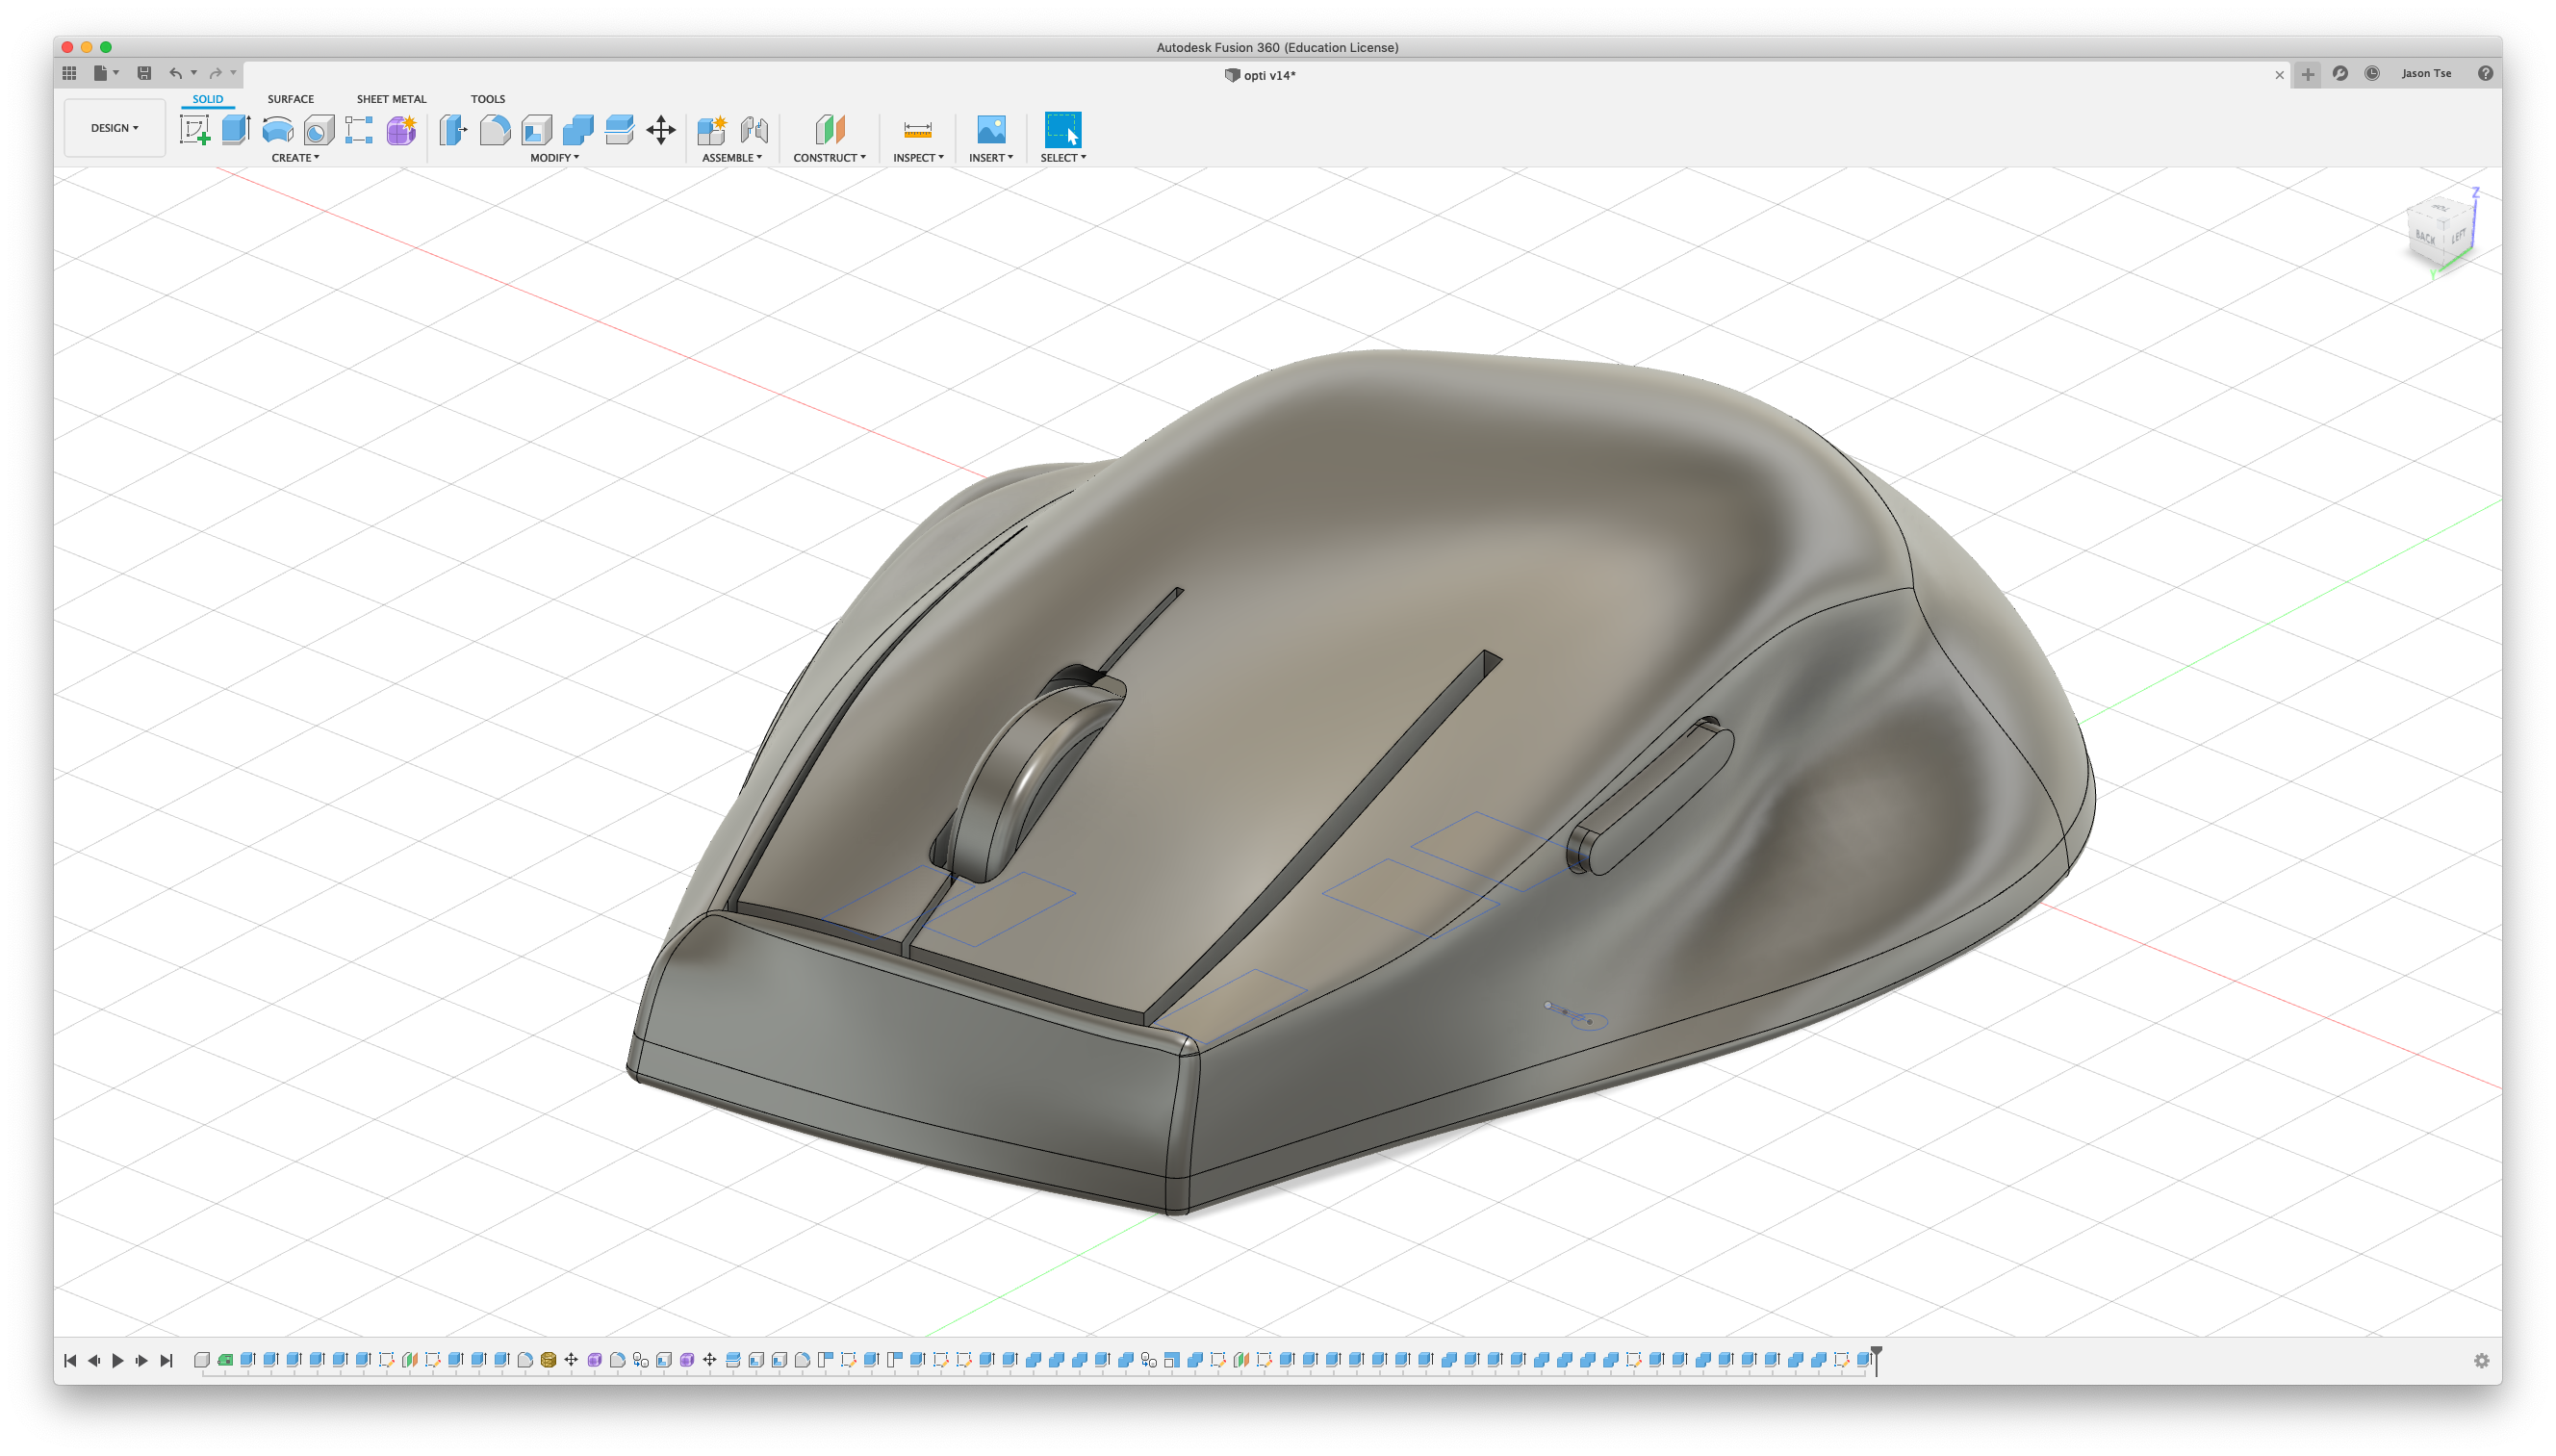 Autodesk Fusion 360 (Education License)
opti v14*
Jason Tse
SOLID SURFACE SHEET METAL TOOLS
DESIGN
CREATE MODIFY ASSEMBLE CONSTRUCT INSPECT INSERT SELECT
Z
TOP
BACK LEFT
Y